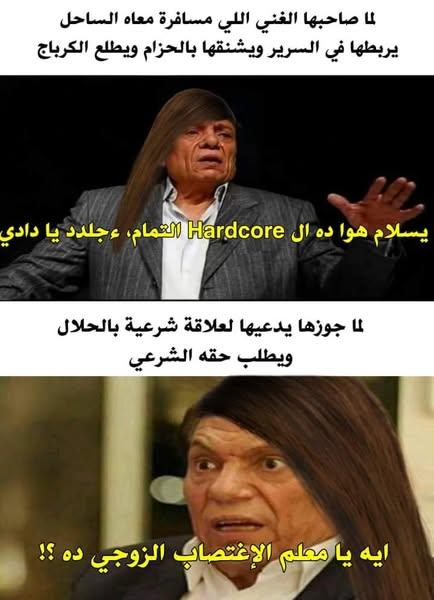 لما صاحبها الغني اللي مسافرة معاه الساحل
يربطها في السرير ويشنقها بالحزام ويطلع الكرباج
يسلام هوا ده ال Hardcore التمام، ءجلدد يا دادي
لما جوزها يدعيها لعلاقة شرعية بالحلال
ويطلب حقه الشرعي
ايه يا معلم الإغتصاب الزوجي ده ؟!